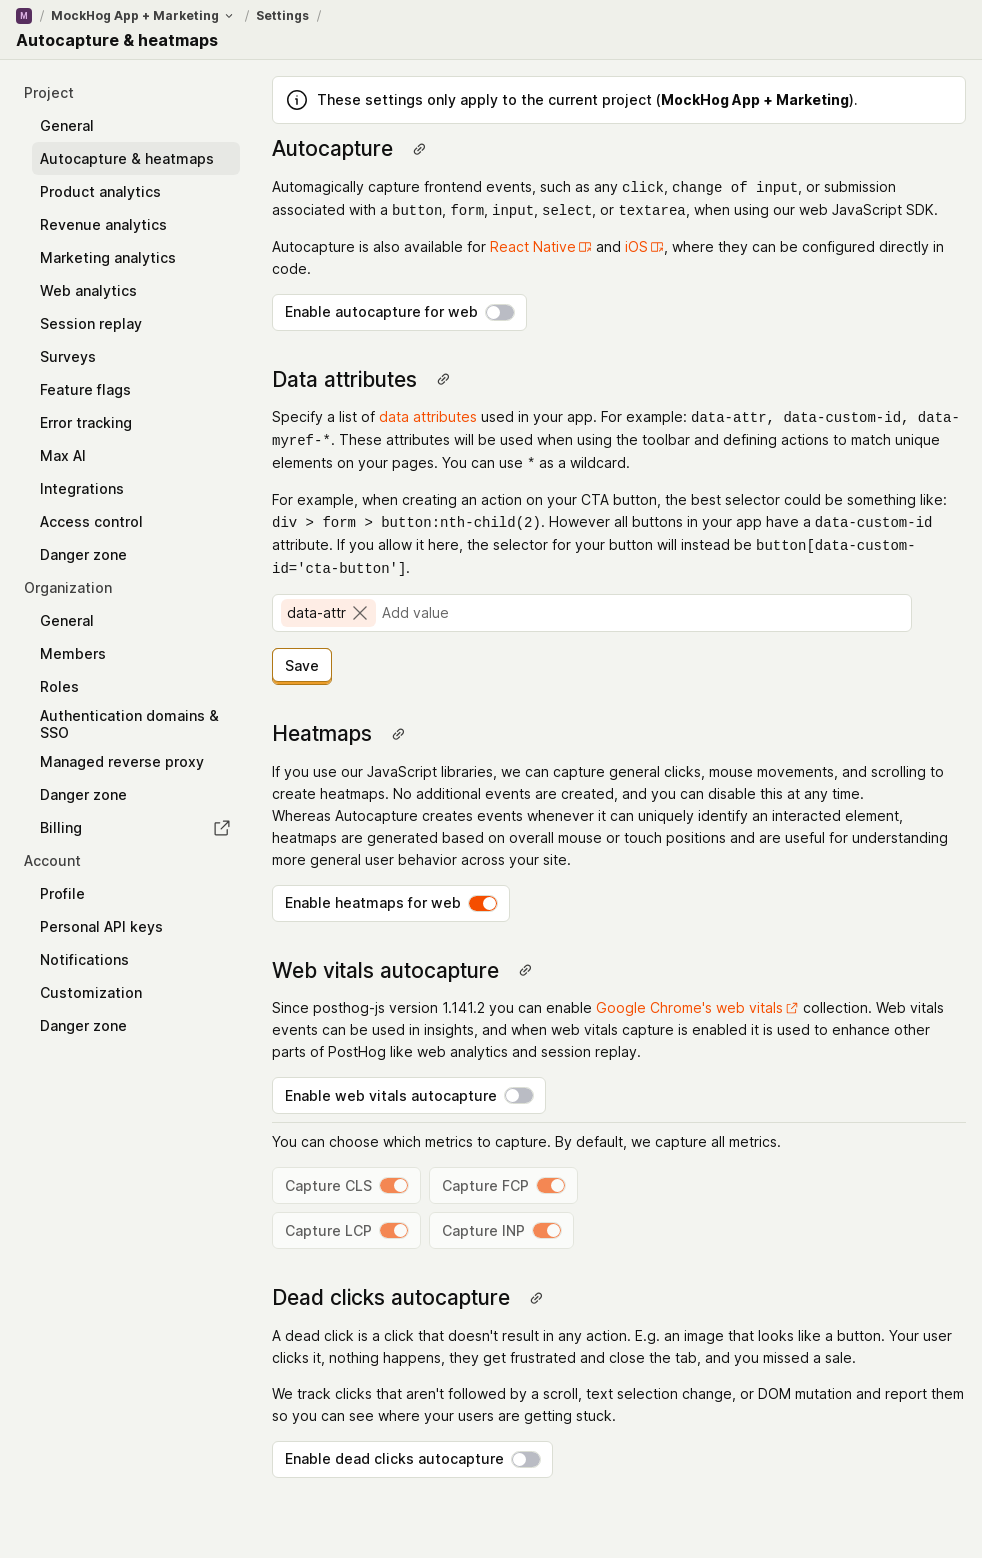 M / MockHog App + Marketing / Settings /
Autocapture & heatmaps
Project
General
Autocapture & heatmaps
Product analytics
Revenue analytics
Marketing analytics
Web analytics
Session replay
Surveys
Feature flags
Error tracking
Max AI
Integrations
Access control
Danger zone
Organization
General
Members
Roles
Authentication domains &
SSO
Managed reverse proxy
Danger zone
Billing
Account
Profile
Personal API keys
Notifications
Customization
Danger zone
These settings only apply to the current project (MockHog App + Marketing).
Autocapture
Automagically capture frontend events, such as any click, change of input, or submission
associated with a button, form, input, select, or textarea, when using our web JavaScript SDK.
Autocapture is also available for React Native and iOS, where they can be configured directly in
code.
Enable autocapture for web
Data attributes
Specify a list of data attributes used in your app. For example: data-attr, data-custom-id, data-
myref-*. These attributes will be used when using the toolbar and defining actions to match unique
elements on your pages. You can use * as a wildcard.
For example, when creating an action on your CTA button, the best selector could be something like:
div > form > button:nth-child(2). However all buttons in your app have a data-custom-id
attribute. If you allow it here, the selector for your button will instead be button[data-custom-
id='cta-button'].
data-attr Add value
Save
Heatmaps
If you use our JavaScript libraries, we can capture general clicks, mouse movements, and scrolling to
create heatmaps. No additional events are created, and you can disable this at any time.
Whereas Autocapture creates events whenever it can uniquely identify an interacted element,
heatmaps are generated based on overall mouse or touch positions and are useful for understanding
more general user behavior across your site.
Enable heatmaps for web
Web vitals autocapture
Since posthog-js version 1.141.2 you can enable Google Chrome's web vitals collection. Web vitals
events can be used in insights, and when web vitals capture is enabled it is used to enhance other
parts of PostHog like web analytics and session replay.
Enable web vitals autocapture
You can choose which metrics to capture. By default, we capture all metrics.
Capture CLS Capture FCP
Capture LCP Capture INP
Dead clicks autocapture
A dead click is a click that doesn't result in any action. E.g. an image that looks like a button. Your user
clicks it, nothing happens, they get frustrated and close the tab, and you missed a sale.
We track clicks that aren't followed by a scroll, text selection change, or DOM mutation and report them
so you can see where your users are getting stuck.
Enable dead clicks autocapture